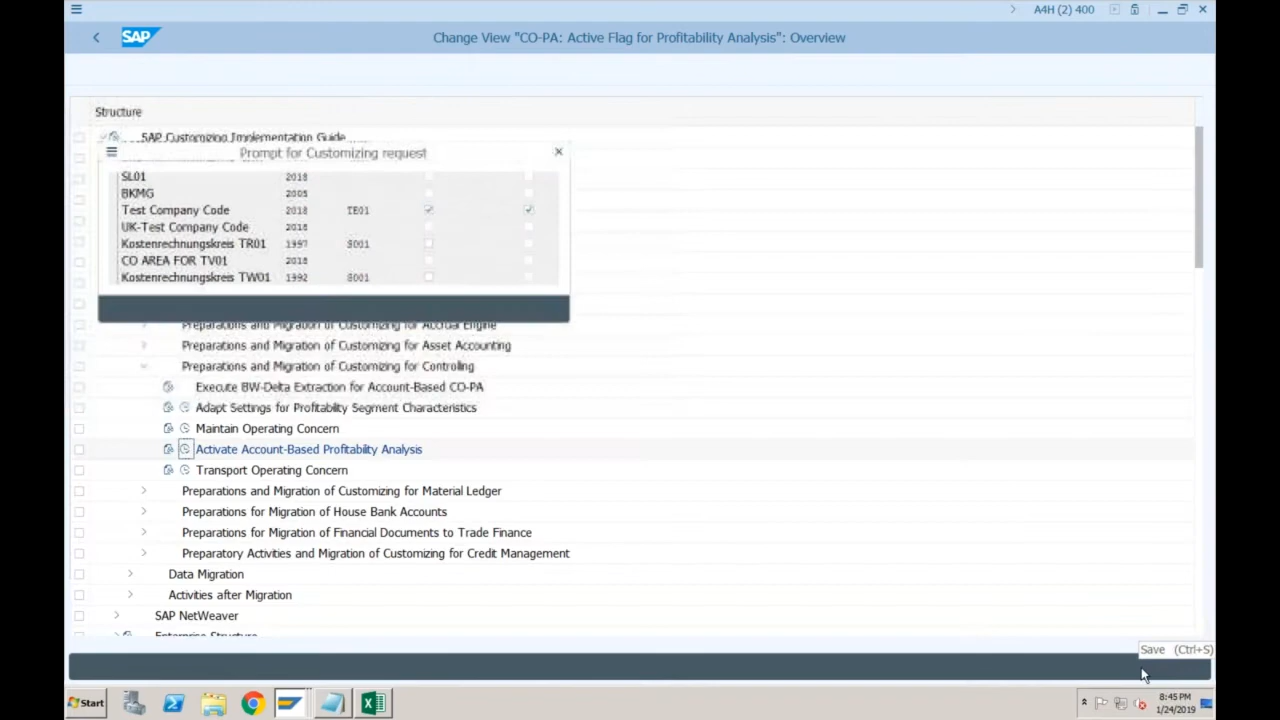 A4H (2) 400
SAP
Change View "CO-PA: Active Flag for Profitability Analysis": Overview
Structure
SAP Customizing Implementation Guide
Prompt for Customizing request
SL01 2018
BKMG 2005
Test Company Code 2018 TE01
UK-Test Company Code 2018
Kostenrechnungskreis TR01 1997 S001
CO AREA FOR TV01 2018
Kostenrechnungskreis TW01 1992 S001
Preparations and Migration of Customizing for Accrual Engine
Preparations and Migration of Customizing for Asset Accounting
Preparations and Migration of Customizing for Controling
Execute BW-Delta Extraction for Account-Based CO-PA
Adapt Settings for Profitability Segment Characteristics
Maintain Operating Concern
Activate Account-Based Profitability Analysis
Transport Operating Concern
Preparations and Migration of Customizing for Material Ledger
Preparations for Migration of House Bank Accounts
Preparations for Migration of Financial Documents to Trade Finance
Preparatory Activities and Migration of Customizing for Credit Management
Data Migration
Activities after Migration
SAP NetWeaver
Enterprise Structure
Save (Ctrl+S)
Start
8:45 PM
1/24/2019